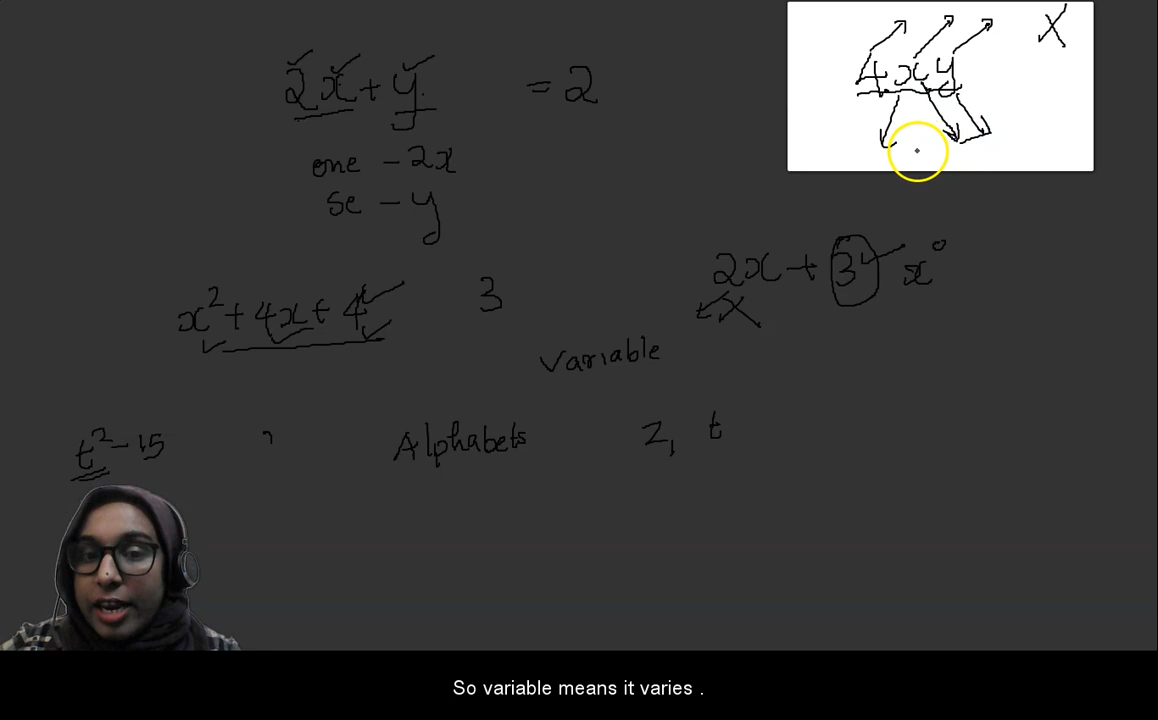 2x + y = 2
4xy X
one - 2x
se - y
2x + 3 x⁰
x² + 4x + 4 3
variable
t² - 15 , Alphabets z, t
So variable means it varies .